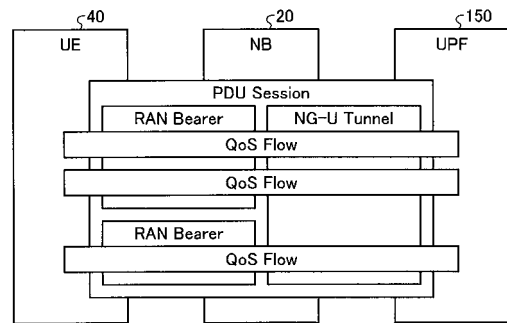 40
20
150
UE
NB
UPF
PDU Session
RAN Bearer
NG-U Tunnel
QoS Flow
QoS Flow
RAN Bearer
QoS Flow